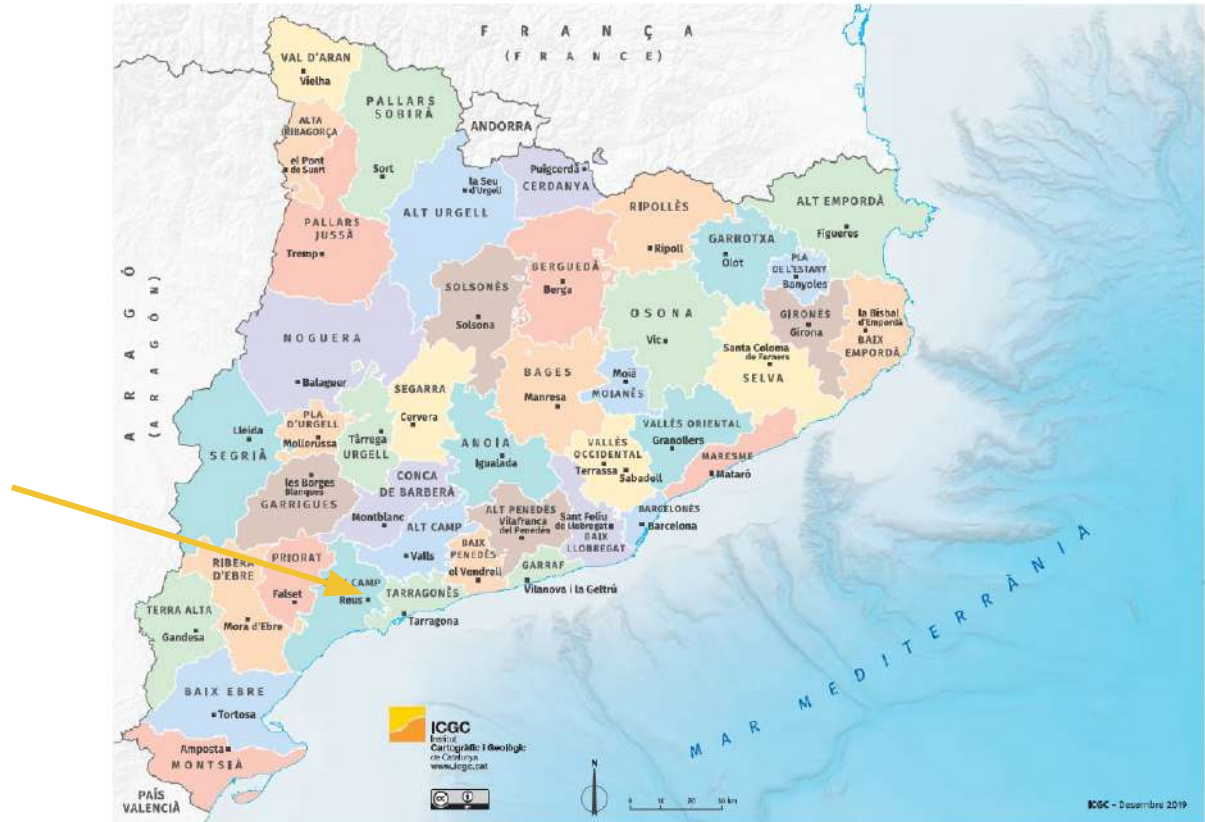 F R A N Ç A
(F R A N C E)
VAL D'ARAN
Vielha
PALLARS
SOBIRÀ
ANDORRA
ALTA
RIBAGORÇA
el Pont
de Suert
Sort
la Seu
d'Urgell
Puigcerdà
CERDANYA
ALT URGELL
RIPOLLÈS
Ripoll
ALT EMPORDÀ
Figueres
PALLARS
JUSSÀ
Tremp
GARROTXA
Olot
PLA
DE L'ESTANY
Banyoles
BERGUEDÀ
Berga
SOLSONÈS
Solsona
OSONA
Vic
GIRONÈS
Girona
la Bisbal
d'Empordà
BAIX
EMPORDÀ
A R A G Ó
(A R A G Ó N)
NOGUERA
Balaguer
Santa Coloma
de Farners
SELVA
BAGES
Manresa
Moià
MOIANÈS
SEGARRA
Cervera
PLA
D'URGELL
Mollerussa
Tàrrega
URGELL
Lleida
SEGRIÀ
ANOIA
Igualada
VALLÈS ORIENTAL
Granollers
VALLÈS
OCCIDENTAL
Terrassa
Sabadell
MARESME
Mataró
les Borges
Blanques
GARRIGUES
CONCA
DE BARBERÀ
Montblanc
ALT CAMP
Valls
ALT PENEDÈS
Vilafranca
del Penedès
Sant Feliu
de Llobregat
BAIX
LLOBREGAT
BARCELONÈS
Barcelona
BAIX
PENEDÈS
el Vendrell
GARRAF
Vilanova i la Geltrú
PRIORAT
Falset
RIBERA
D'EBRE
Mora d'Ebre
CAMP
Reus
TARRAGONÈS
Tarragona
TERRA ALTA
Gandesa
BAIX EBRE
Tortosa
Amposta
MONTSIÀ
PAÍS
VALENCIÀ
MAR MEDITERRÀNIA
ICGC
Institut
Cartogràfic i Geològic
de Catalunya
www.icgc.cat
cc
BY
N
0 10 20 30 km
ICGC - Desembre 2019